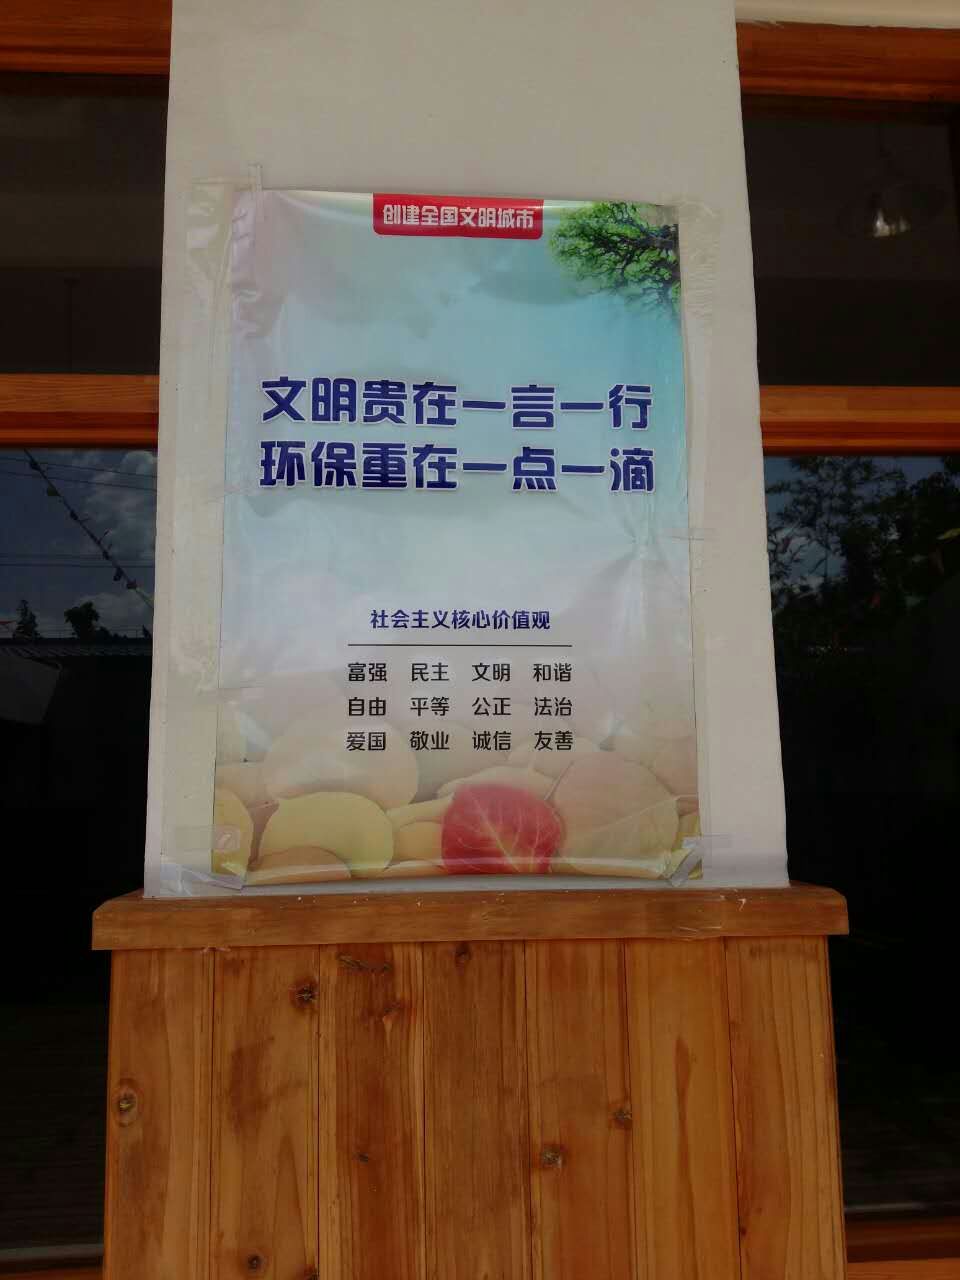 创建全国文明城市
文明贵在一言一行
环保重在一点一滴
社会主义核心价值观
富强 民主 文明 和谐
自由 平等 公正 法治
爱国 敬业 诚信 友善